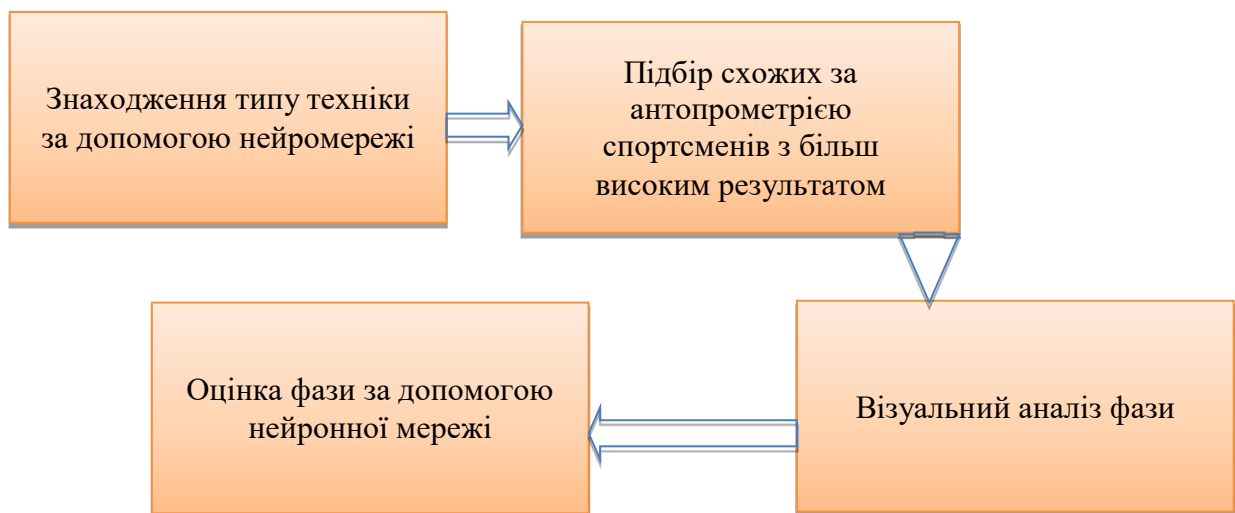 Знаходження типу техніки
за допомогою нейромережі
Підбір схожих за
антопрометрією
спортсменів з більш
високим результатом
Візуальний аналіз фази
Оцінка фази за допомогою
нейронної мережі